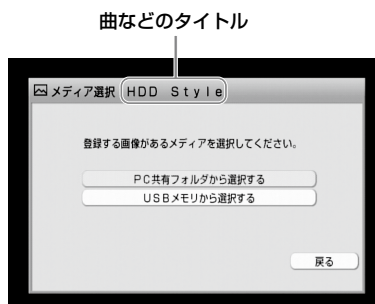 曲などのタイトル
メディア選択 HDD Style
登録する画像があるメディアを選択してください。
PC共有フォルダから選択する
USBメモリから選択する
戻る